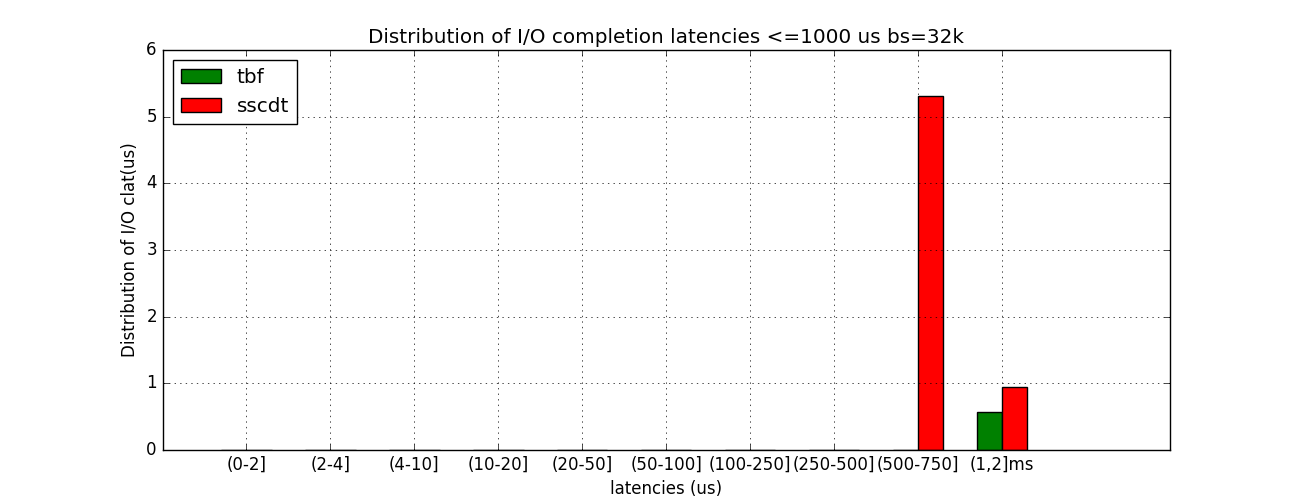 Distribution of I/O completion latencies <=1000 us bs=32k
6
5
4
3
2
1
0
Distribution of I/O clat(us)
tbf
sscdt
(0-2] (2-4] (4-10] (10-20] (20-50] (50-100] (100-250] (250-500] (500-750] (1,2]ms
latencies (us)